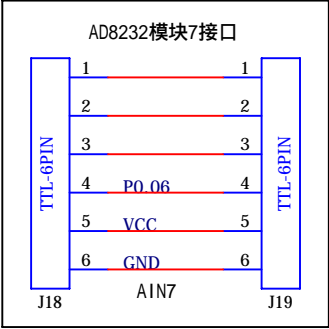 AD8232模块7接口
1 1
2 2
3 3
4 P0.06 4
5 VCC 5
6 GND 6
TTL-6PIN TTL-6PIN
AIN7
J18 J19